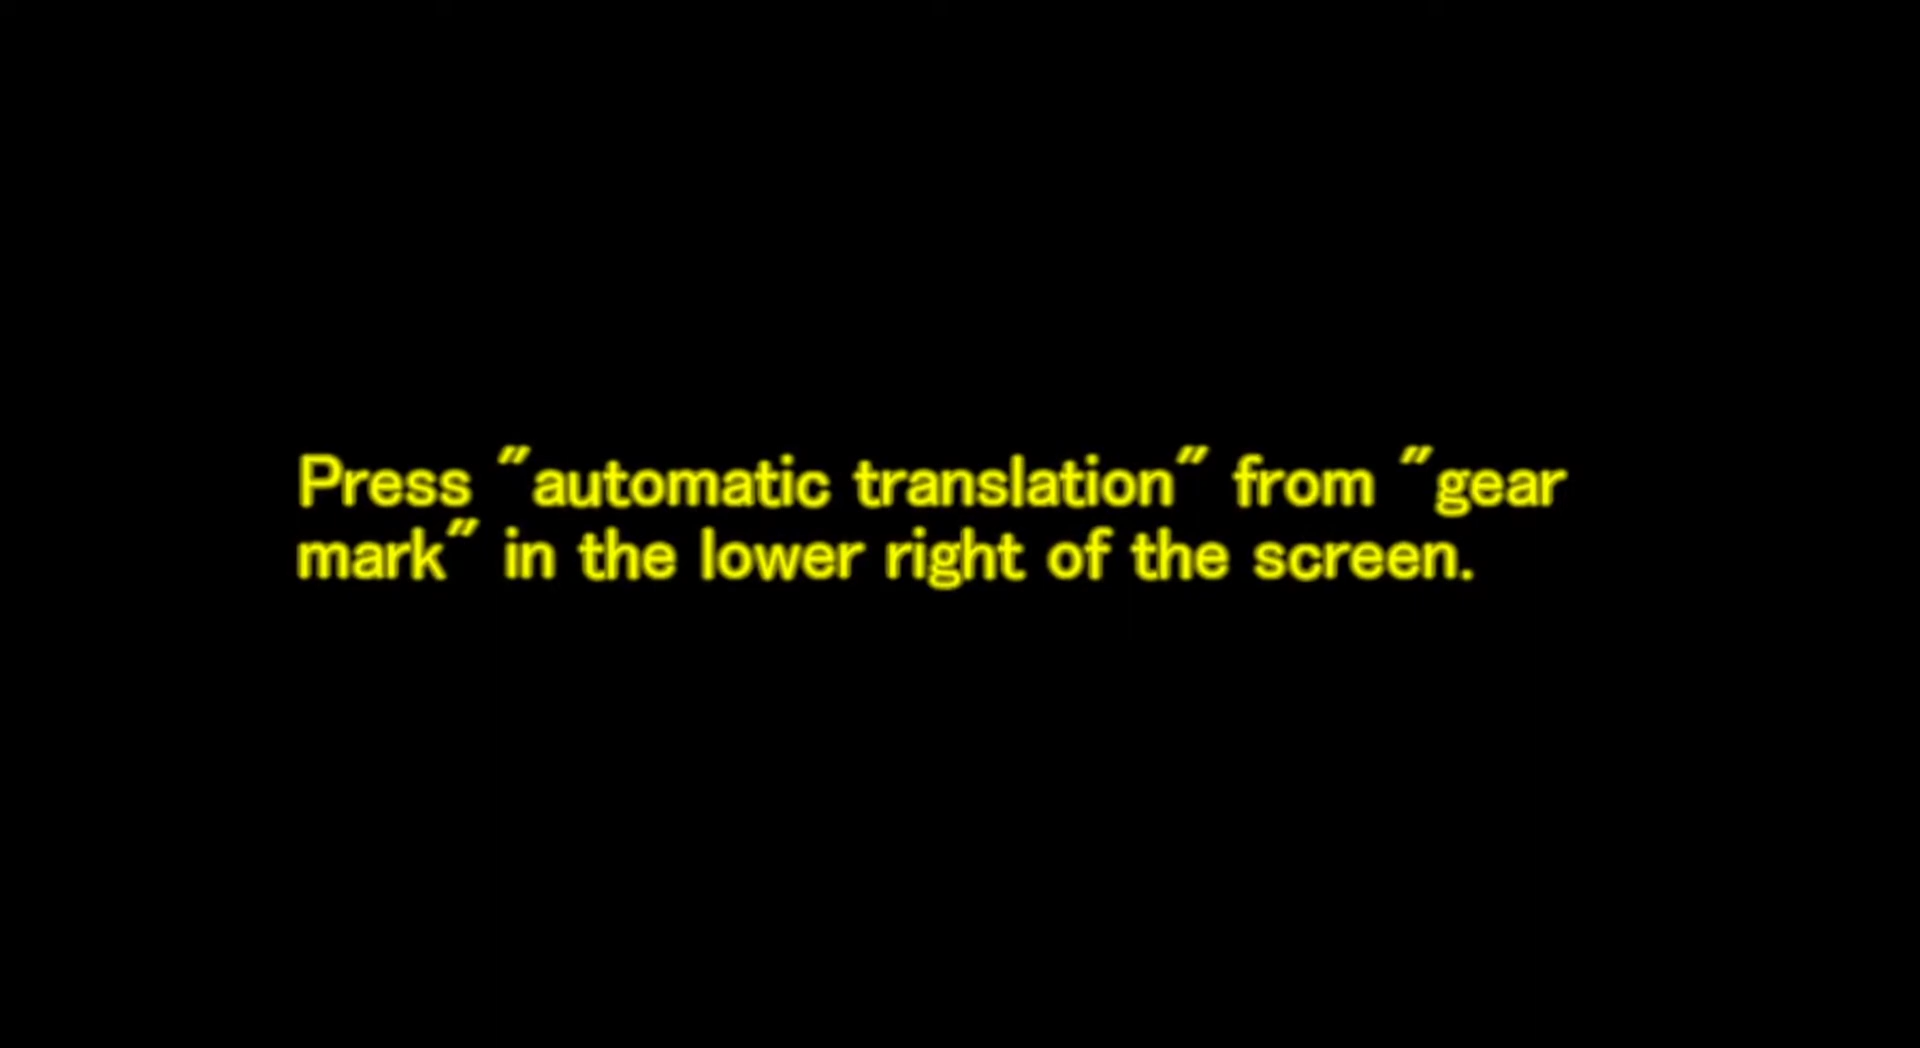 Press "automatic translation" from "gear
mark" in the lower right of the screen.